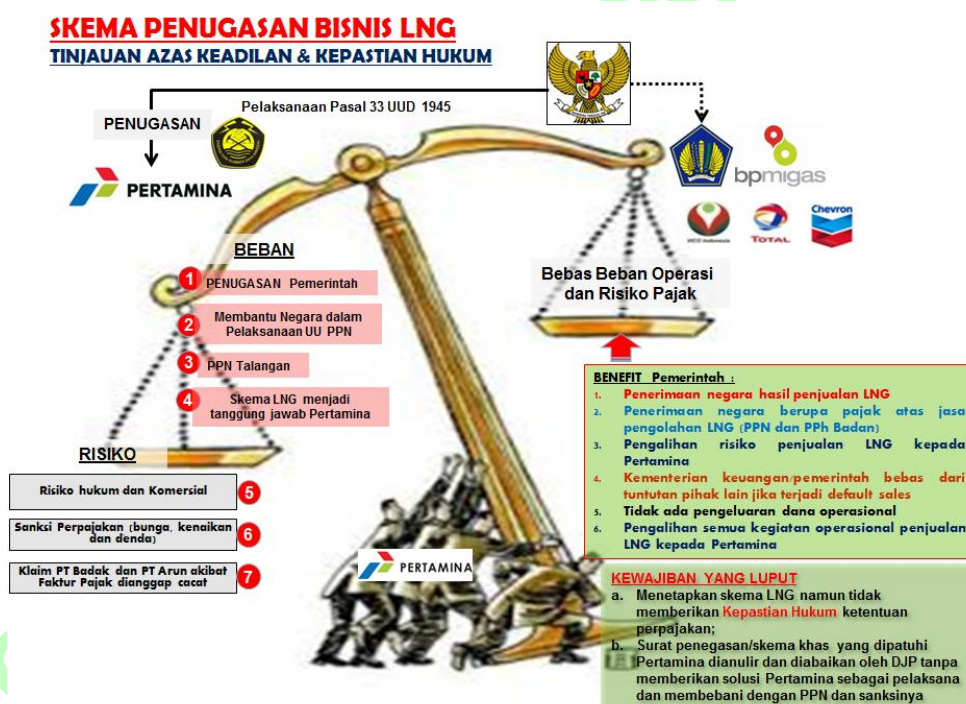 SKEMA PENUGASAN BISNIS LNG
TINJAUAN AZAS KEADILAN & KEPASTIAN HUKUM
Pelaksanaan Pasal 33 UUD 1945
PENUGASAN
PERTAMINA
bpmigas
VICO Indonesia
TOTAL
Chevron
BEBAN
1 PENUGASAN Pemerintah
2 Membantu Negara dalam
Pelaksanaan UU PPN
3 PPN Talangan
4 Skema LNG menjadi
tanggung jawab Pertamina
Bebas Beban Operasi
dan Risiko Pajak
RISIKO
Risiko hukum dan Komersial 5
Sanksi Perpajakan (bunga, kenaikan
dan denda) 6
Klaim PT Badak dan PT Arun akibat
Faktur Pajak dianggap cacat 7
PERTAMINA
BENEFIT Pemerintah :
1. Penerimaan negara hasil penjualan LNG
2. Penerimaan negara berupa pajak atas jasa
pengolahan LNG (PPN dan PPh Badan)
3. Pengalihan risiko penjualan LNG kepada
Pertamina
4. Kementerian keuangan/pemerintah bebas dari
tuntutan pihak lain jika terjadi default sales
5. Tidak ada pengeluaran dana operasional
6. Pengalihan semua kegiatan operasional penjualan
LNG kepada Pertamina
KEWAJIBAN YANG LUPUT
a. Menetapkan skema LNG namun tidak
memberikan Kepastian Hukum ketentuan
perpajakan;
b. Surat penegasan/skema khas yang dipatuhi
Pertamina dianulir dan diabaikan oleh DJP tanpa
memberikan solusi Pertamina sebagai pelaksana
dan membebani dengan PPN dan sanksinya